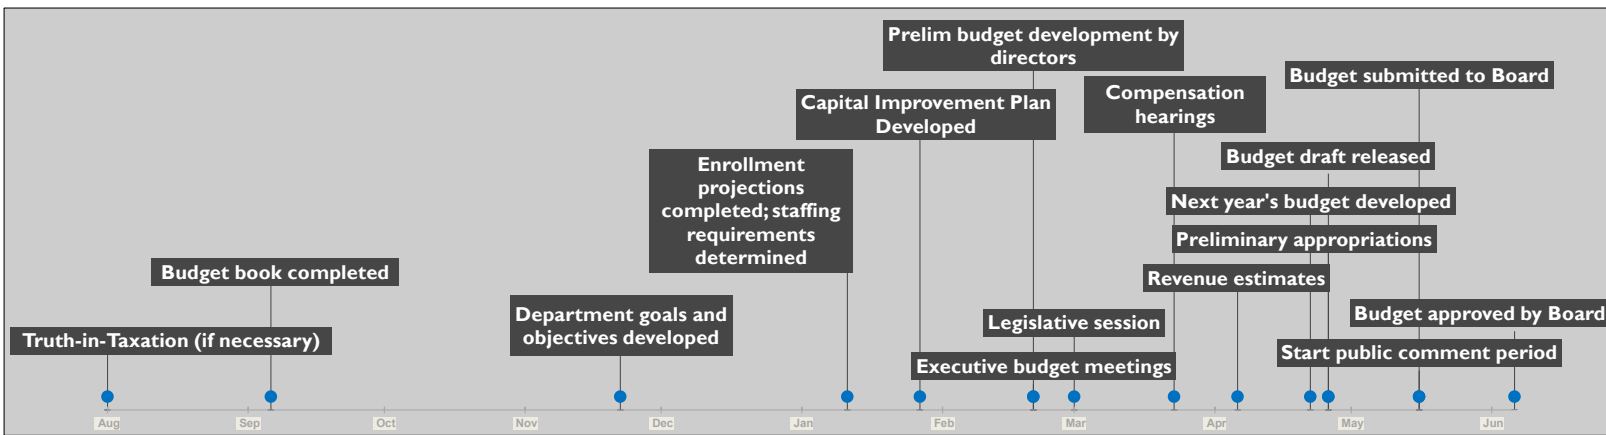 Prelim budget development by
directors
Budget submitted to Board
Capital Improvement Plan
Developed
Compensation
hearings
Budget draft released
Enrollment
projections
completed; staffing
requirements
determined
Next year's budget developed
Preliminary appropriations
Budget book completed
Revenue estimates
Department goals and
objectives developed
Legislative session
Budget approved by Board
Truth-in-Taxation (if necessary)
Executive budget meetings
Start public comment period
Aug
Sep
Oct
Nov
Dec
Jan
Feb
Mar
Apr
May
Jun